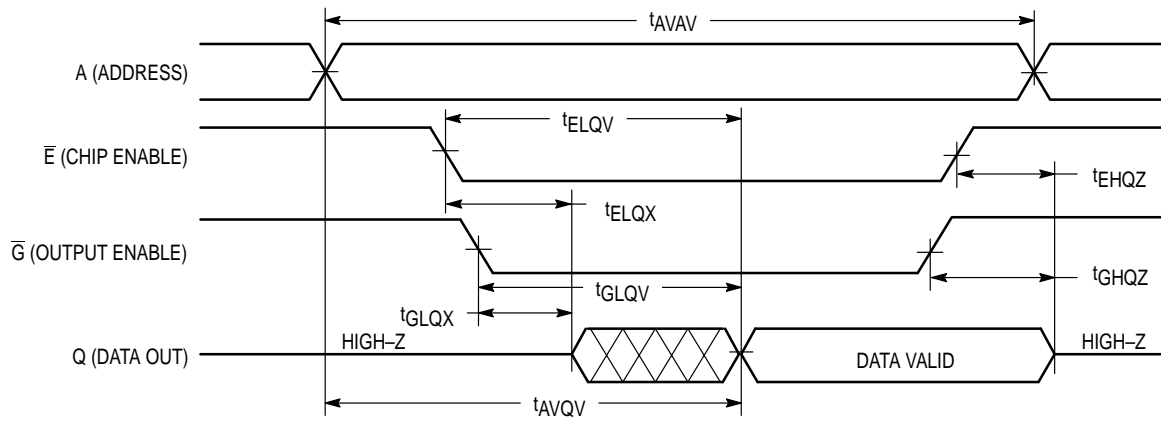 tAVAV
A (ADDRESS)
tELQV
E̅ (CHIP ENABLE)
tEHQZ
tELQX
G̅ (OUTPUT ENABLE)
tGHQZ
tGLQV
tGLQX
Q (DATA OUT)
HIGH–Z
DATA VALID
HIGH–Z
tAVQV